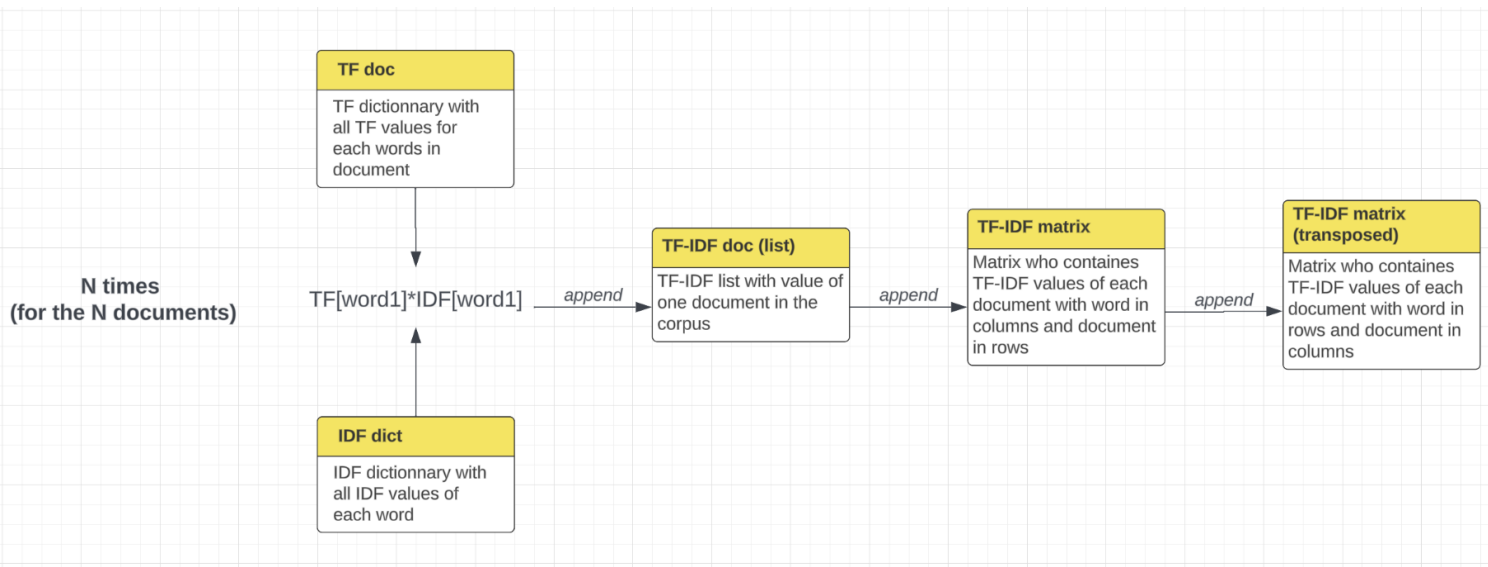 TF doc
TF dictionnary with
all TF values for
each words in
document
N times
(for the N documents)
TF[word1]*IDF[word1]
append
TF-IDF doc (list)
TF-IDF list with value of
one document in the
corpus
append
TF-IDF matrix
Matrix who containes
TF-IDF values of each
document with word in
columns and document
in rows
append
TF-IDF matrix
(transposed)
Matrix who containes
TF-IDF values of each
document with word in
rows and document in
columns
IDF dict
IDF dictionnary with
all IDF values of
each word